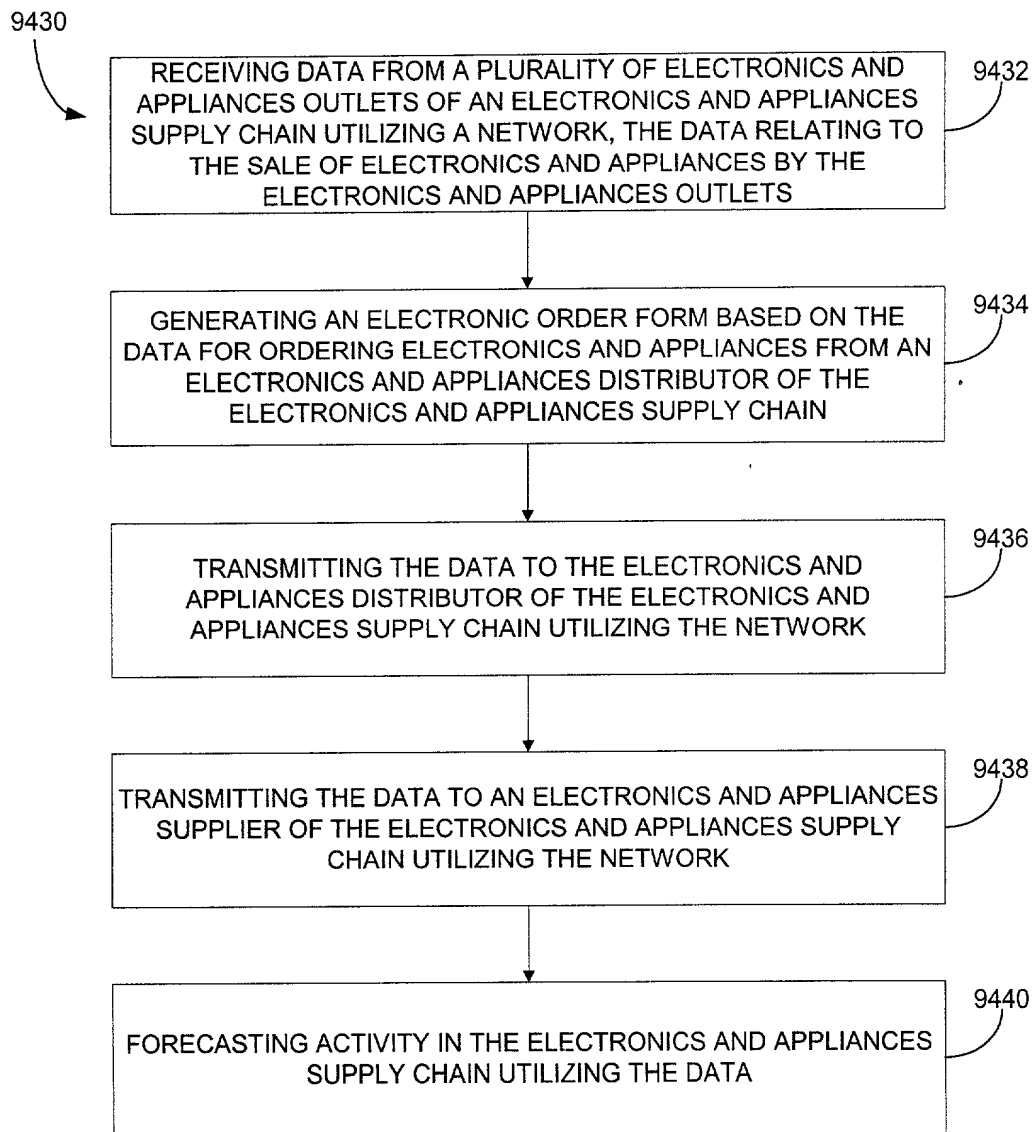 9430
RECEIVING DATA FROM A PLURALITY OF ELECTRONICS AND
APPLIANCES OUTLETS OF AN ELECTRONICS AND APPLIANCES
SUPPLY CHAIN UTILIZING A NETWORK, THE DATA RELATING TO
THE SALE OF ELECTRONICS AND APPLIANCES BY THE
ELECTRONICS AND APPLIANCES OUTLETS
9432
GENERATING AN ELECTRONIC ORDER FORM BASED ON THE
DATA FOR ORDERING ELECTRONICS AND APPLIANCES FROM AN
ELECTRONICS AND APPLIANCES DISTRIBUTOR OF THE
ELECTRONICS AND APPLIANCES SUPPLY CHAIN
9434
TRANSMITTING THE DATA TO THE ELECTRONICS AND
APPLIANCES DISTRIBUTOR OF THE ELECTRONICS AND
APPLIANCES SUPPLY CHAIN UTILIZING THE NETWORK
9436
TRANSMITTING THE DATA TO AN ELECTRONICS AND APPLIANCES
SUPPLIER OF THE ELECTRONICS AND APPLIANCES SUPPLY
CHAIN UTILIZING THE NETWORK
9438
FORECASTING ACTIVITY IN THE ELECTRONICS AND APPLIANCES
SUPPLY CHAIN UTILIZING THE DATA
9440